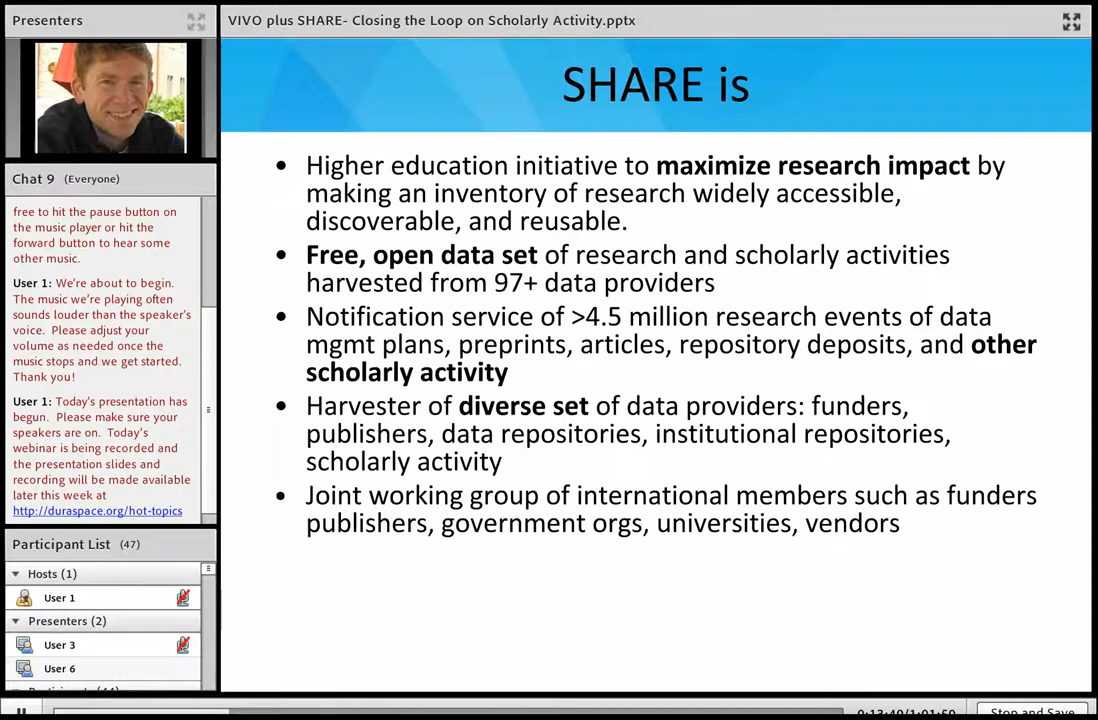 Presenters
VIVO plus SHARE- Closing the Loop on Scholarly Activity.pptx
Chat 9 (Everyone)
free to hit the pause button on
the music player or hit the
forward button to hear some
other music.
User 1: We're about to begin.
The music we're playing often
sounds louder than the speaker's
voice. Please adjust your
volume as needed once the
music stops and we get started.
Thank you!
User 1: Today's presentation has
begun. Please make sure your
speakers are on. Today's
webinar is being recorded and
the presentation slides and
recording will be made available
later this week at
http://duraspace.org/hot-topics
Participant List (47)
Hosts (1)
User 1
Presenters (2)
User 3
User 6
SHARE is
• Higher education initiative to maximize research impact by
making an inventory of research widely accessible,
discoverable, and reusable.
• Free, open data set of research and scholarly activities
harvested from 97+ data providers
• Notification service of >4.5 million research events of data
mgmt plans, preprints, articles, repository deposits, and other
scholarly activity
• Harvester of diverse set of data providers: funders,
publishers, data repositories, institutional repositories,
scholarly activity
• Joint working group of international members such as funders
publishers, government orgs, universities, vendors
0:13:40/1:01:50
Stop and Save